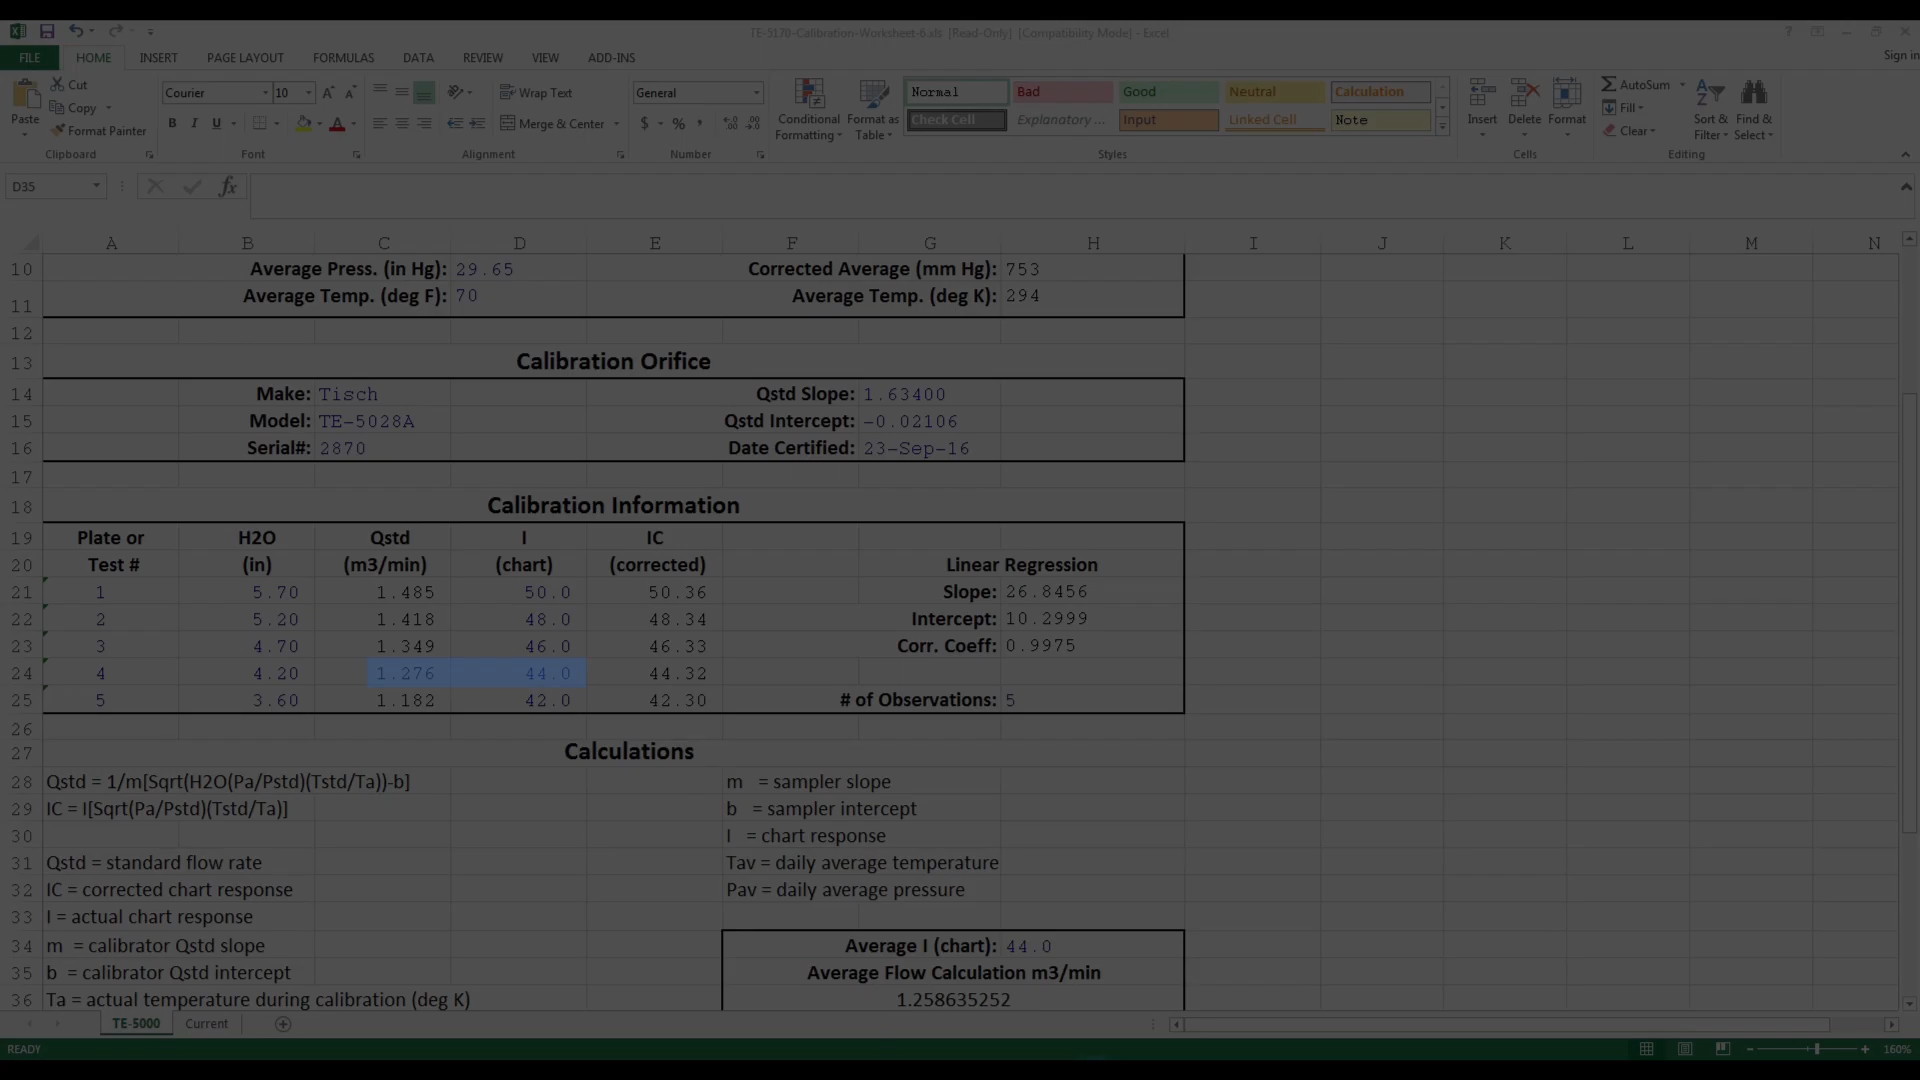 TE-5170-Calibration-Worksheet-6.xls [Read-Only] [Compatibility Mode] - Excel
FILE HOME INSERT PAGE LAYOUT FORMULAS DATA REVIEW VIEW ADD-INS Sign in
Paste Cut Copy Format Painter Clipboard
Courier 10 B I U Font
Wrap Text Merge & Center Alignment
General $ % Number
Conditional Formatting Format as Table
Normal Bad Good Neutral Calculation
Check Cell Explanatory ... Input Linked Cell Note
Styles
Insert Delete Format Cells
AutoSum Fill Clear Sort & Filter Find & Select Editing
D35 fx
A B C D E F G H I J K L M N
10 Average Press. (in Hg): 29.65 Corrected Average (mm Hg): 753
11 Average Temp. (deg F): 70 Average Temp. (deg K): 294
12
13 Calibration Orifice
14 Make: Tisch Qstd Slope: 1.63400
15 Model: TE-5028A Qstd Intercept: -0.02106
16 Serial#: 2870 Date Certified: 23-Sep-16
17
18 Calibration Information
19 Plate or H2O Qstd I IC
20 Test # (in) (m3/min) (chart) (corrected) Linear Regression
21 1 5.70 1.485 50.0 50.36 Slope: 26.8456
22 2 5.20 1.418 48.0 48.34 Intercept: 10.2999
23 3 4.70 1.349 46.0 46.33 Corr. Coeff: 0.9975
24 4 4.20 1.276 44.0 44.32
25 5 3.60 1.182 42.0 42.30 # of Observations: 5
26
27 Calculations
28 Qstd = 1/m[Sqrt(H2O(Pa/Pstd)(Tstd/Ta))-b] m = sampler slope
29 IC = I[Sqrt(Pa/Pstd)(Tstd/Ta)] b = sampler intercept
30 I = chart response
31 Qstd = standard flow rate Tav = daily average temperature
32 IC = corrected chart response Pav = daily average pressure
33 I = actual chart response
34 m = calibrator Qstd slope Average I (chart): 44.0
35 b = calibrator Qstd intercept Average Flow Calculation m3/min
36 Ta = actual temperature during calibration (deg K) 1.258635252
TE-5000 Current
READY 160%